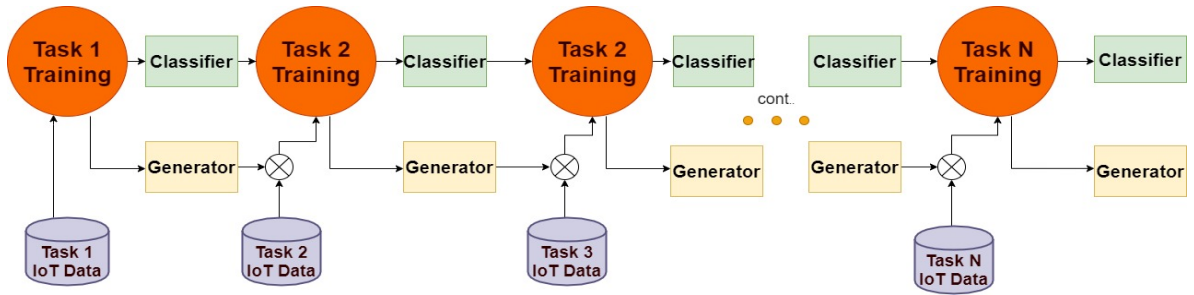 Task 1
Training
Classifier
Task 2
Training
Classifier
Task 2
Training
Classifier
Classifier
Task N
Training
Classifier
cont..
Generator
Generator
Generator
Generator
Generator
Task 1
IoT Data
Task 2
IoT Data
Task 3
IoT Data
Task N
IoT Data